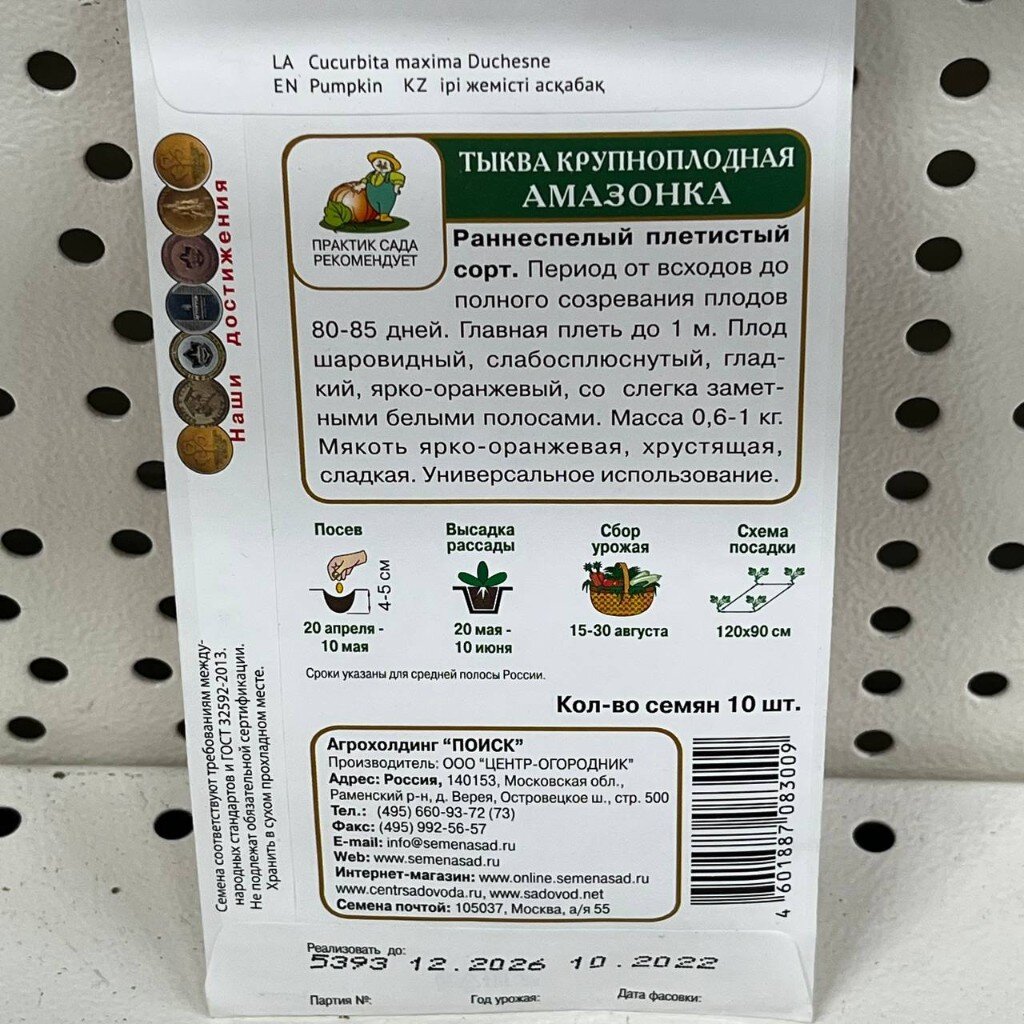 LA Cucurbita maxima Duchesne
EN Pumpkin KZ ірі жемісті асқабақ
ТЫКВА КРУПНОПЛОДНАЯ
АМАЗОНКА
ПРАКТИК САДА
РЕКОМЕНДУЕТ
Раннеспелый плетистый
сорт. Период от всходов до
полного созревания плодов
80-85 дней. Главная плеть до 1 м. Плод
шаровидный, слабосплюснутый, глад-
кий, ярко-оранжевый, со слегка замет-
ными белыми полосами. Масса 0,6-1 кг.
Мякоть ярко-оранжевая, хрустящая,
сладкая. Универсальное использование.
Наши достижения
Посев
4-5 см
20 апреля -
10 мая
Высадка
рассады
20 мая -
10 июня
Сбор
урожая
15-30 августа
Схема
посадки
120х90 см
Сроки указаны для средней полосы России.
Кол-во семян 10 шт.
Семена соответствуют требованиям между-
народных стандартов и ГОСТ 32592-2013.
Не подлежат обязательной сертификации.
Хранить в сухом прохладном месте.
Агрохолдинг "ПОИСК"
Производитель: ООО "ЦЕНТР-ОГОРОДНИК"
Адрес: Россия, 140153, Московская обл.,
Раменский р-н, д. Верея, Островецкое ш., стр. 500
Тел.: (495) 660-93-72 (73)
Факс: (495) 992-56-57
E-mail: info@semenasad.ru
Web: www.semenasad.ru
Интернет-магазин: www.online.semenasad.ru
www.centrsadovoda.ru, www.sadovod.net
Семена почтой: 105037, Москва, а/я 55
4 601887 083009
Реализовать до:
5393 12.2026 10.2022
Партия №: Год урожая: Дата фасовки: